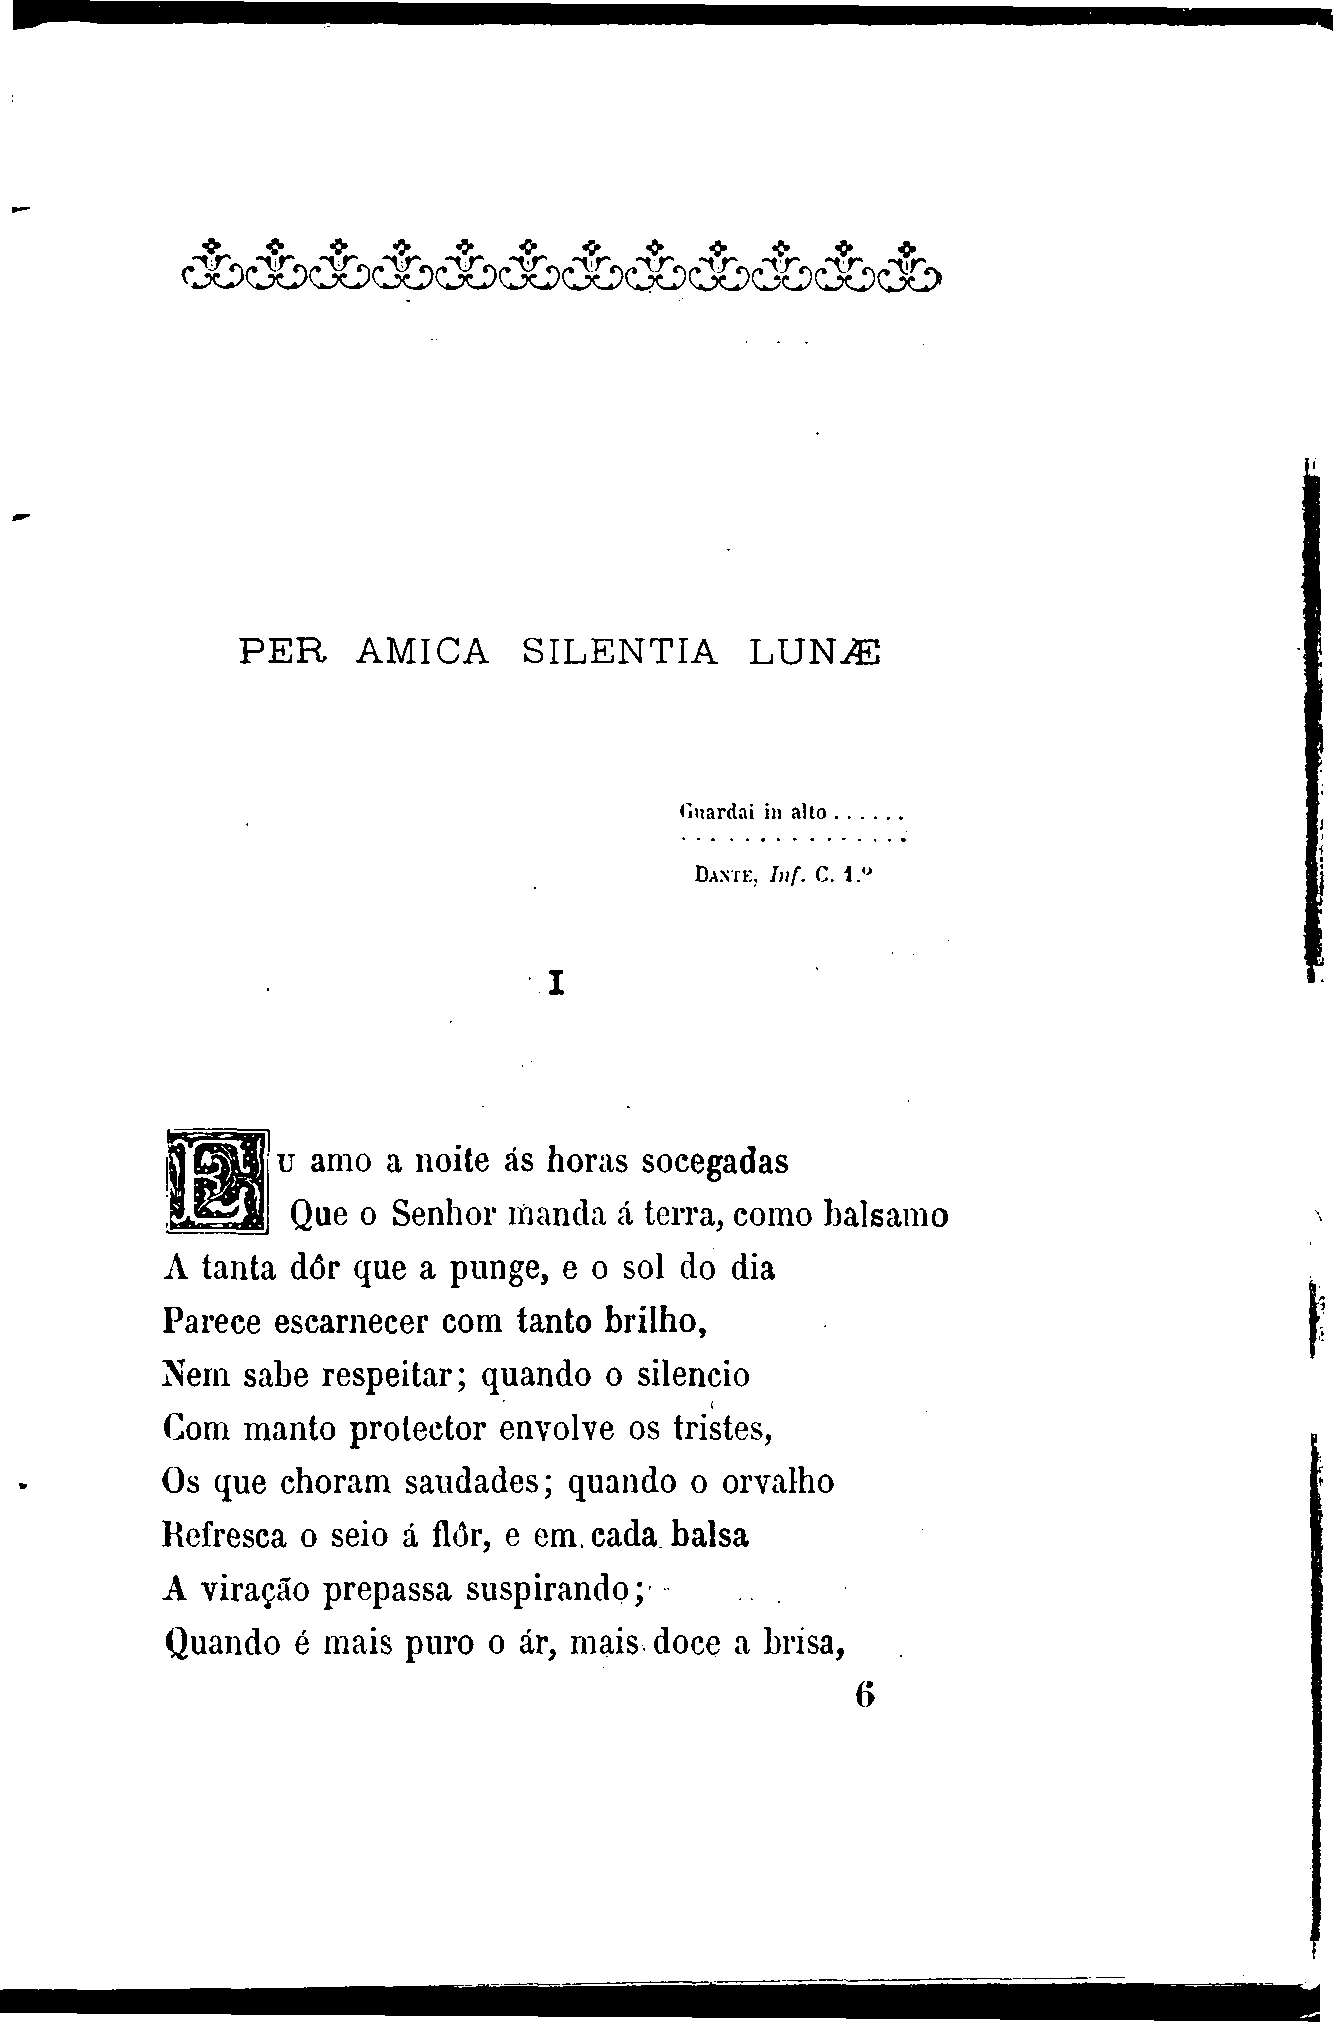 PER AMICA SILENTIA LUNÆ
Guardai in alto . . . . . .
. . . . . . . . . . . . . . .
DANTE, Inf. C. 1.º
I
EU amo a noite ás horas socegadas
Que o Senhor manda á terra, como balsamo
A tanta dôr que a punge, e o sol do dia
Parece escarnecer com tanto brilho,
Nem sabe respeitar; quando o silencio
Com manto protector envolve os tristes,
Os que choram saudades; quando o orvalho
Refresca o seio á flôr, e em cada balsa
A viração prepassa suspirando;
Quando é mais puro o ár, mais doce a brisa,
6